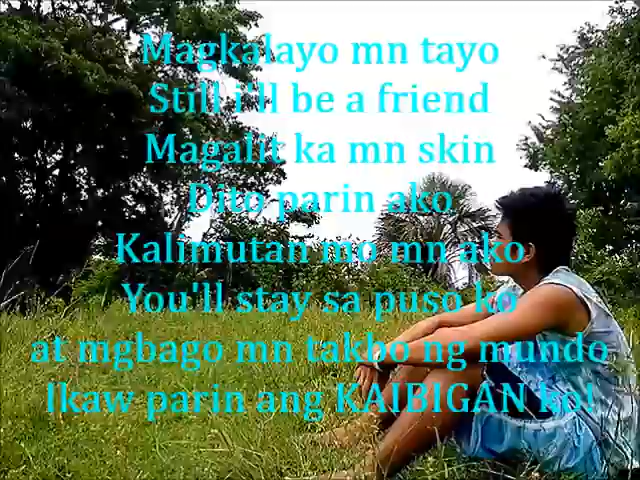 Magkalayo mn tayo
Still i'll be a friend
Magalit ka mn skin
Dito parin ako
Kalimutan mo mn ako
You'll stay sa puso ko
at mgbago mn takbo ng mundo
Ikaw parin ang KAIBIGAN ko!